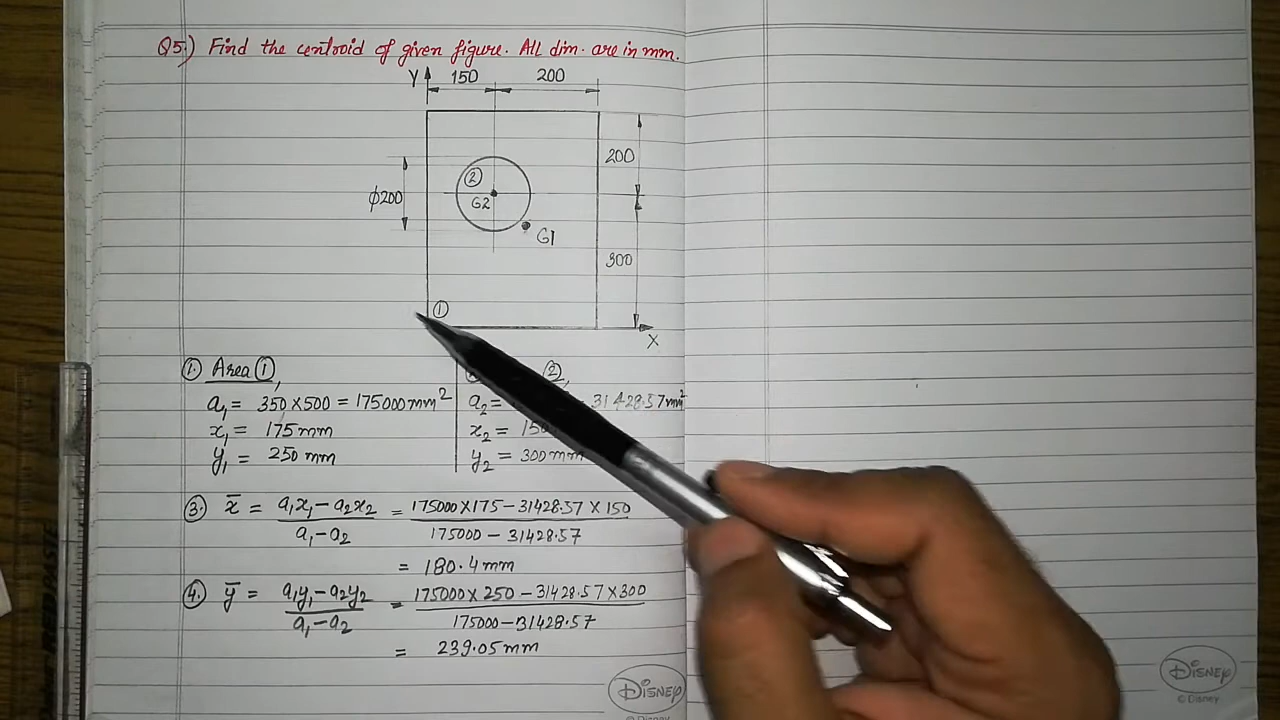 Q5.) Find the centroid of given figure. All dim. are in mm.
Y 150 200
200
②
ϕ200
G2
G1
300
①
X
①. Area ①, ②,
a₁ = 350 × 500 = 175000 mm² a₂ = 31428.57 mm²
x₁ = 175 mm x₂ =
y₁ = 250 mm y₂ = 300 mm
③. x̄ = a₁x₁ - a₂x₂ / a₁ - a₂ = 175000 × 175 - 31428.57 × 150 / 175000 - 31428.57
= 180.4 mm
④. ȳ = a₁y₁ - a₂y₂ / a₁ - a₂ = 175000 × 250 - 31428.57 × 300 / 175000 - 31428.57
= 239.05 mm
DISNEY
DISNEY
© Disney